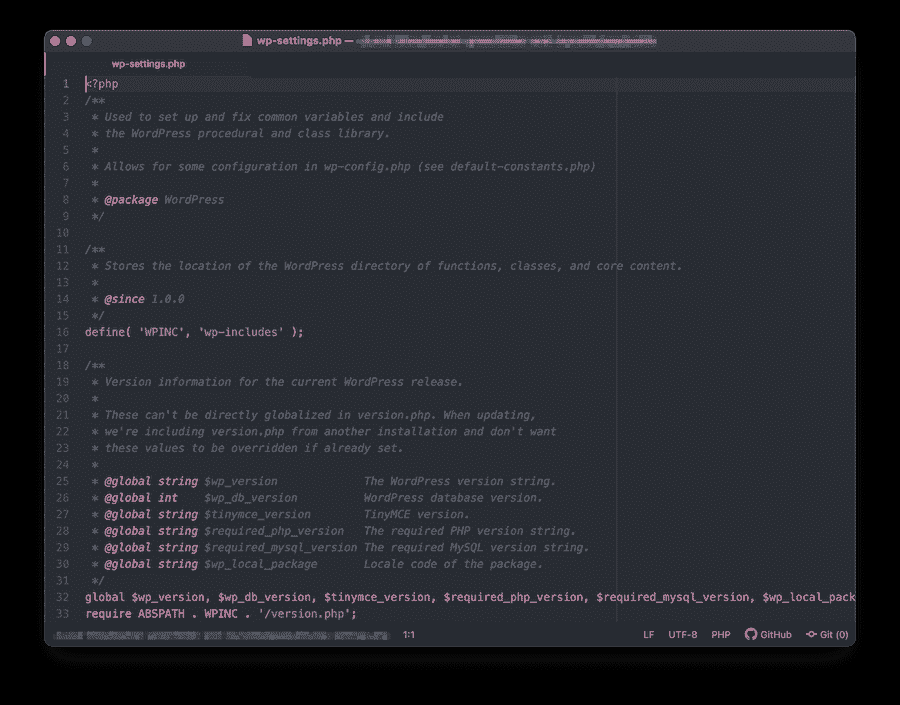 wp-settings.php —
wp-settings.php
1 <?php
2 /**
3 * Used to set up and fix common variables and include
4 * the WordPress procedural and class library.
5 *
6 * Allows for some configuration in wp-config.php (see default-constants.php)
7 *
8 * @package WordPress
9 */
10
11 /**
12 * Stores the location of the WordPress directory of functions, classes, and core content.
13 *
14 * @since 1.0.0
15 */
16 define( 'WPINC', 'wp-includes' );
17
18 /**
19 * Version information for the current WordPress release.
20 *
21 * These can't be directly globalized in version.php. When updating,
22 * we're including version.php from another installation and don't want
23 * these values to be overridden if already set.
24 *
25 * @global string $wp_version The WordPress version string.
26 * @global int $wp_db_version WordPress database version.
27 * @global string $tinymce_version TinyMCE version.
28 * @global string $required_php_version The required PHP version string.
29 * @global string $required_mysql_version The required MySQL version string.
30 * @global string $wp_local_package Locale code of the package.
31 */
32 global $wp_version, $wp_db_version, $tinymce_version, $required_php_version, $required_mysql_version, $wp_local_pack
33 require ABSPATH . WPINC . '/version.php';
1:1 LF UTF-8 PHP GitHub Git (0)